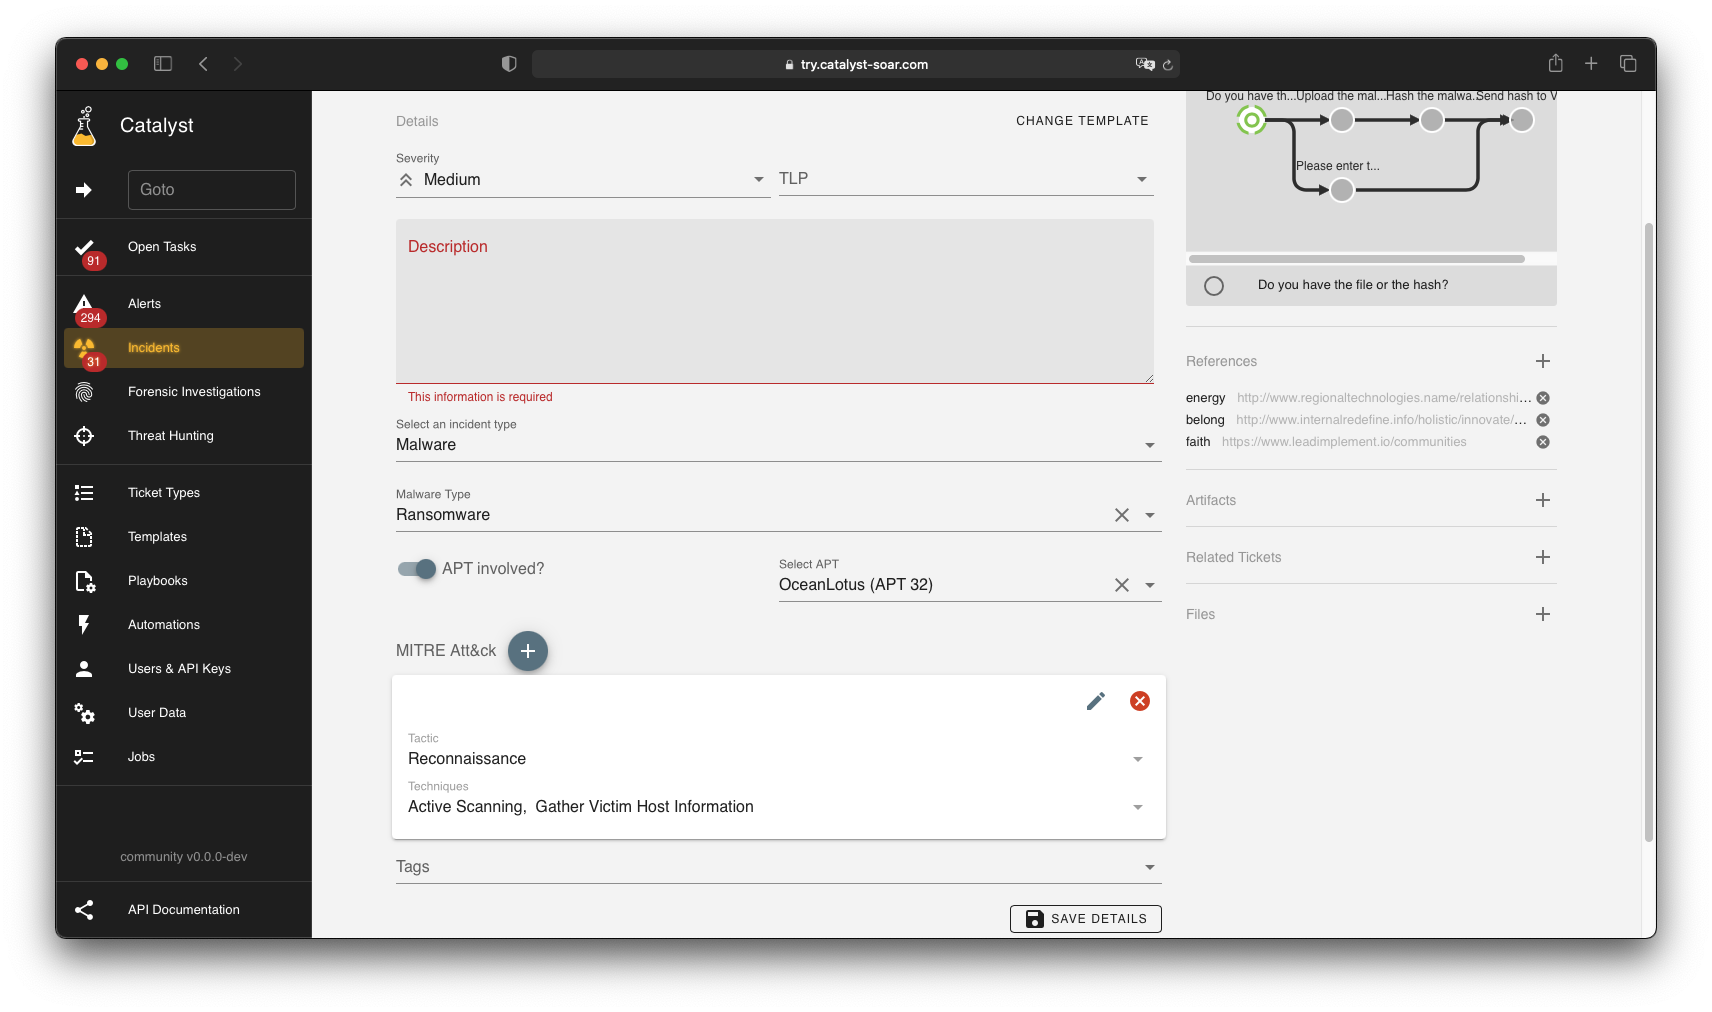 try.catalyst-soar.com
Catalyst
Goto
Open Tasks
91
Alerts
294
Incidents
31
Forensic Investigations
Threat Hunting
Ticket Types
Templates
Playbooks
Automations
Users & API Keys
User Data
Jobs
community v0.0.0-dev
API Documentation
Details
CHANGE TEMPLATE
Severity
Medium
TLP
Description
This information is required
Select an incident type
Malware
Malware Type
Ransomware
APT involved?
Select APT
OceanLotus (APT 32)
MITRE Att&ck
Tactic
Reconnaissance
Techniques
Active Scanning, Gather Victim Host Information
Tags
SAVE DETAILS
Do you have th...Upload the mal...Hash the malwa...Send hash to V
Please enter t...
Do you have the file or the hash?
References
energy http://www.regionaltechnologies.name/relationshi...
belong http://www.internalredefine.info/holistic/innovate/...
faith https://www.leadimplement.io/communities
Artifacts
Related Tickets
Files